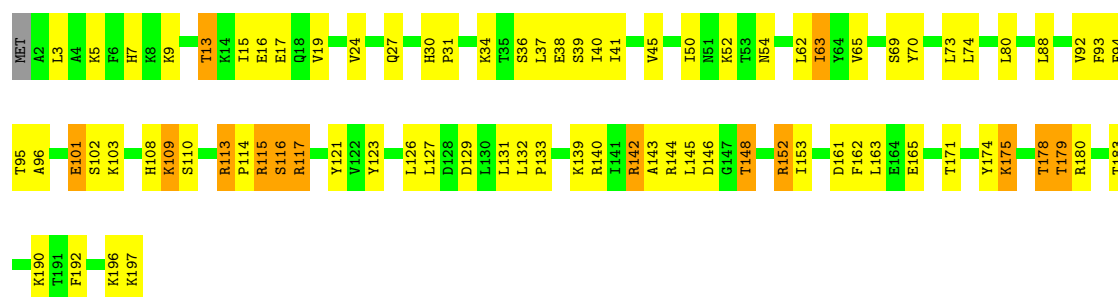 MET A2 L3 A4 K5 F6 H7 K8 K9 T13 K14 I15 E16 E17 Q18 V19 V24 Q27 H30 P31 K34 T35 S36 L37 E38 S39 I40 I41 V45 I50 N51 K52 T53 N54 L62 I63 Y64 V65 S69 Y70 L73 L74 L80 L88 V92 F93 E94
T95 A96 E101 S102 K103 H108 K109 S110 R113 P114 R115 S116 R117 Y121 V122 Y123 L126 L127 D128 D129 L130 L131 L132 P133 K139 R140 I141 R142 A143 R144 L145 D146 G147 T148 R152 I153 D161 F162 L163 E164 E165 T171 Y174 K175 T178 T179 R180 T183
K190 T191 F192 K196 K197